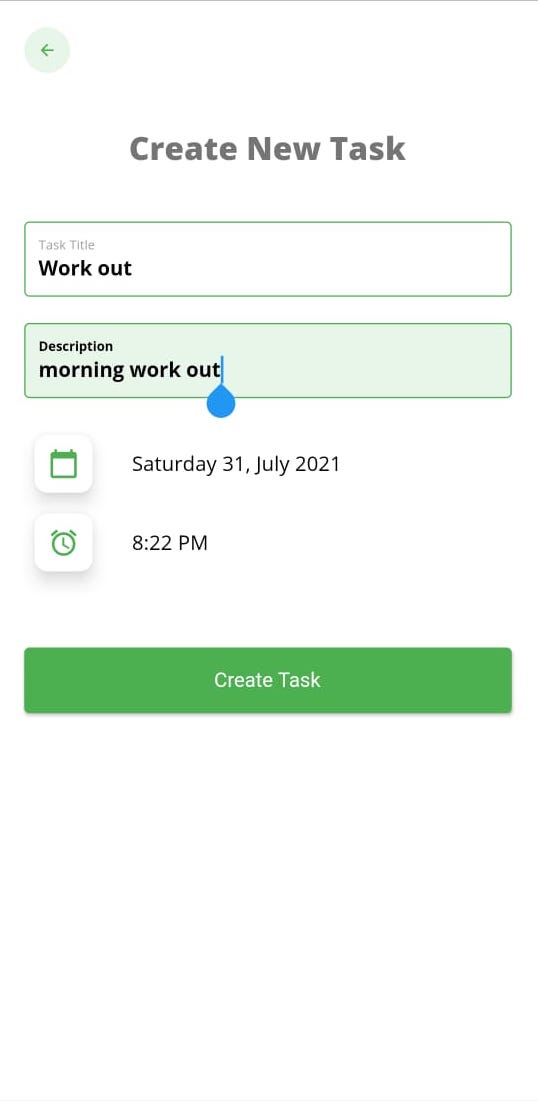 Create New Task
Task Title
Work out
Description
morning work out
Saturday 31, July 2021
8:22 PM
Create Task